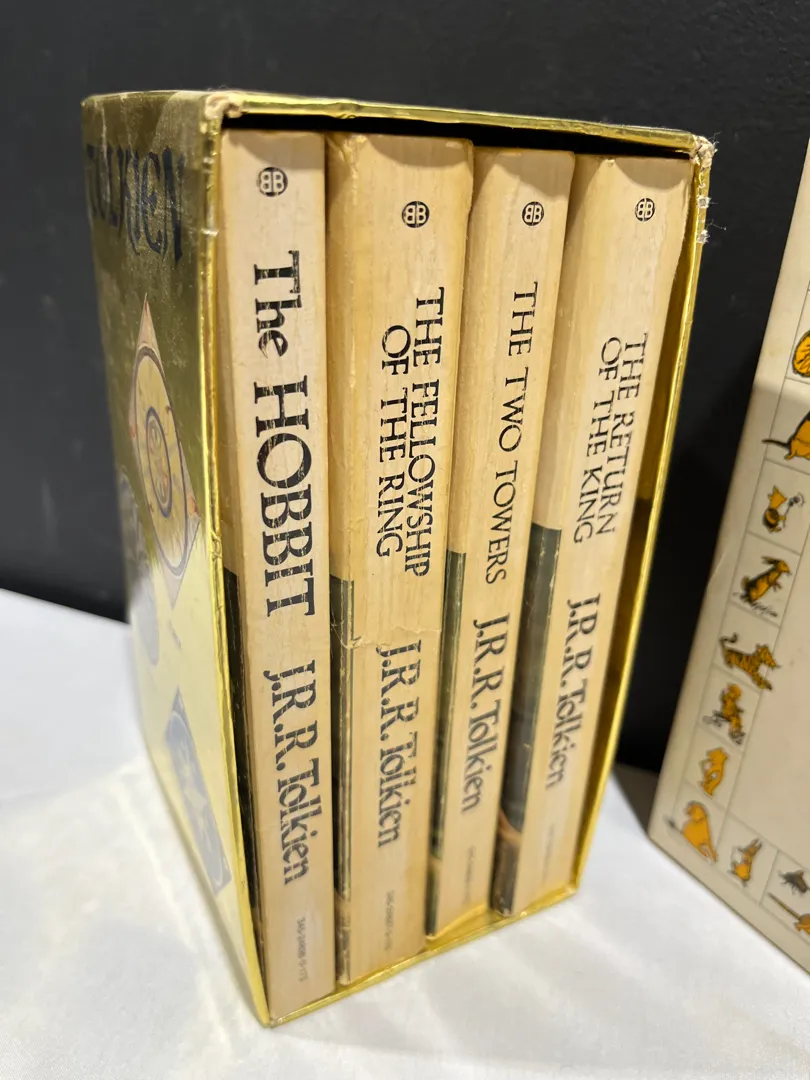 TOLKIEN
BB
The HOBBIT
J.R.R. Tolkien
BB
THE FELLOWSHIP
OF THE RING
J.R.R. Tolkien
BB
THE TWO TOWERS
J.R.R. Tolkien
BB
THE RETURN
OF THE KING
J.R.R. Tolkien